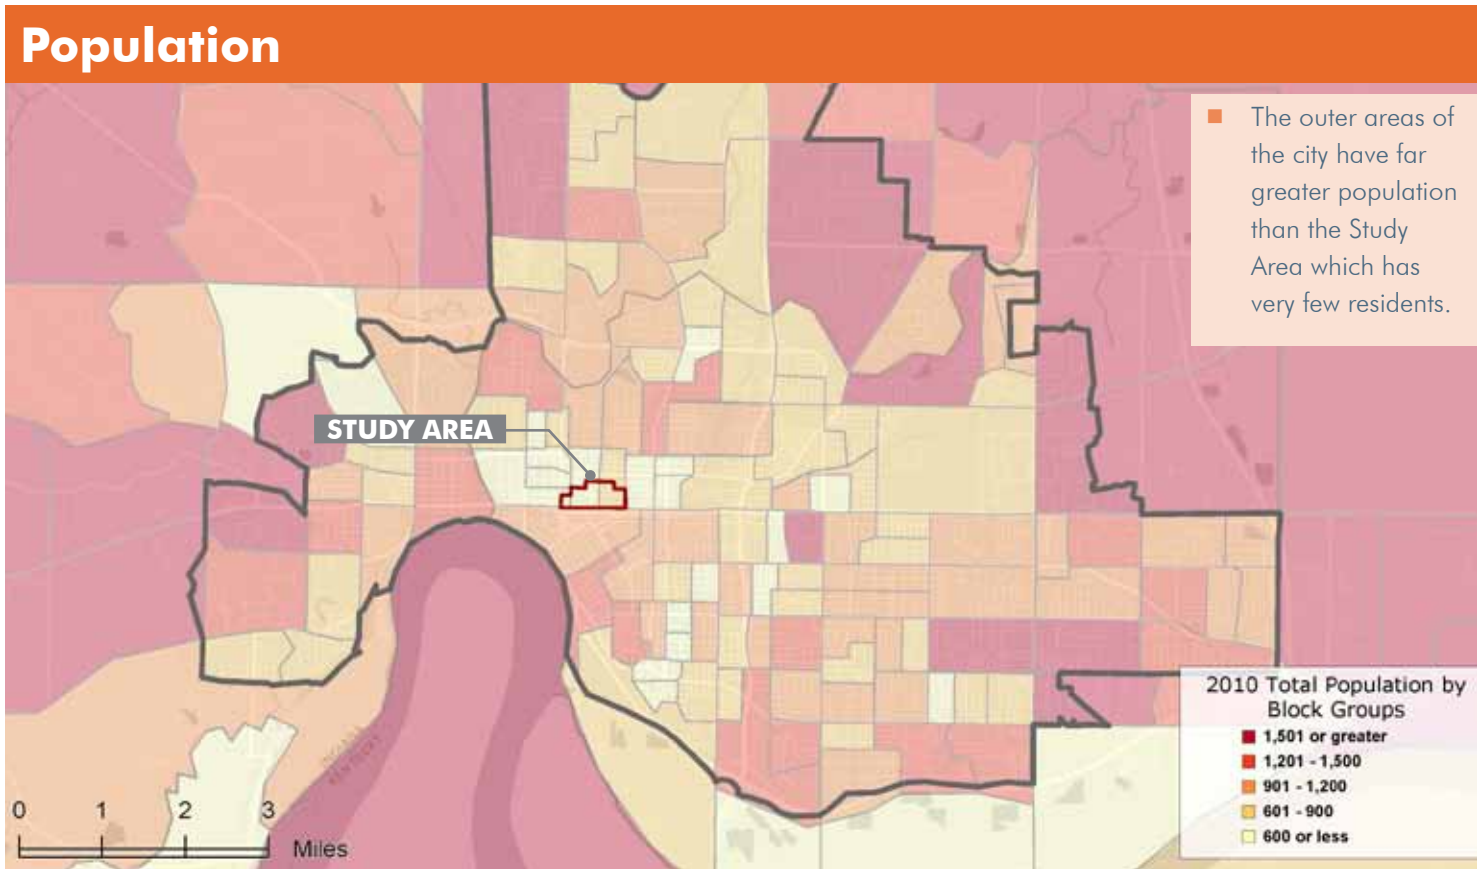 Population
The outer areas of
the city have far
greater population
than the Study
Area which has
very few residents.
STUDY AREA
2010 Total Population by
Block Groups
1,501 or greater
1,201 - 1,500
901 - 1,200
601 - 900
600 or less
0 1 2 3
Miles